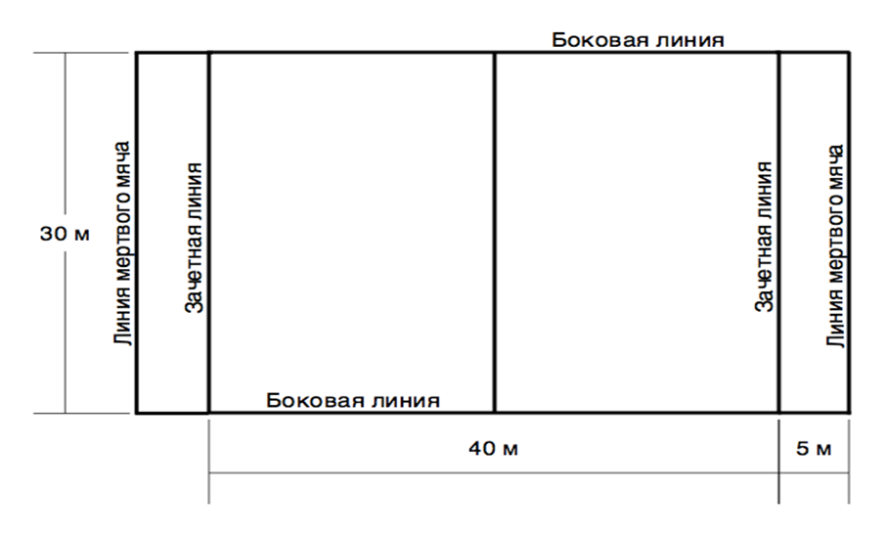 Боковая линия
Линия мертвого мяча
Зачетная линия
Зачетная линия
Линия мертвого мяча
30 м
Боковая линия
40 м
5 м